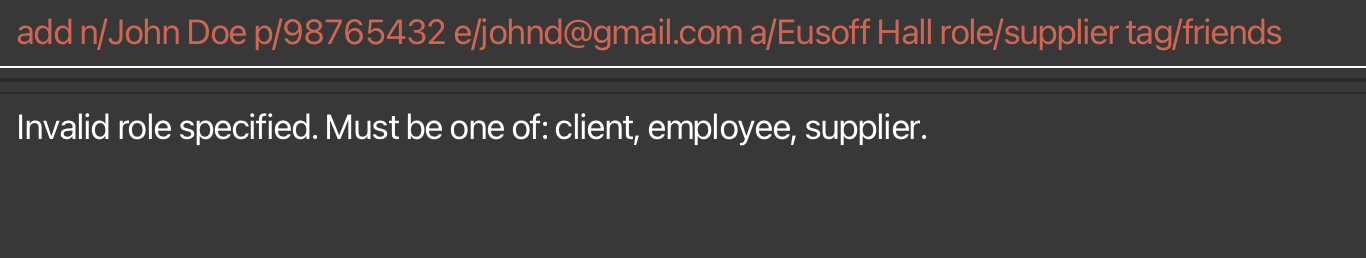 add n/John Doe p/98765432 e/johnd@gmail.com a/Eusoff Hall role/supplier tag/friends
Invalid role specified. Must be one of: client, employee, supplier.